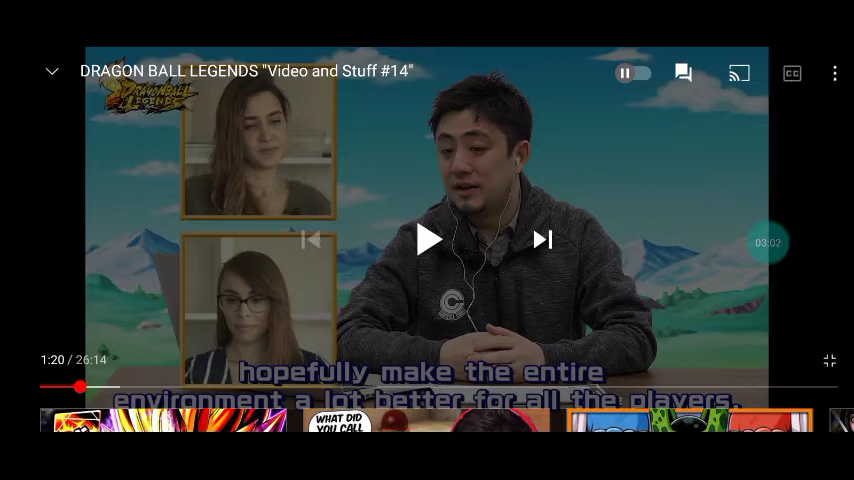 DRAGON BALL LEGENDS "Video and Stuff #14"
CC
DRAGONBALL
LEGENDS
03:02
1:20 / 26:14
hopefully make the entire
environment a lot better for all the players.
WHAT DID
YOU CALL